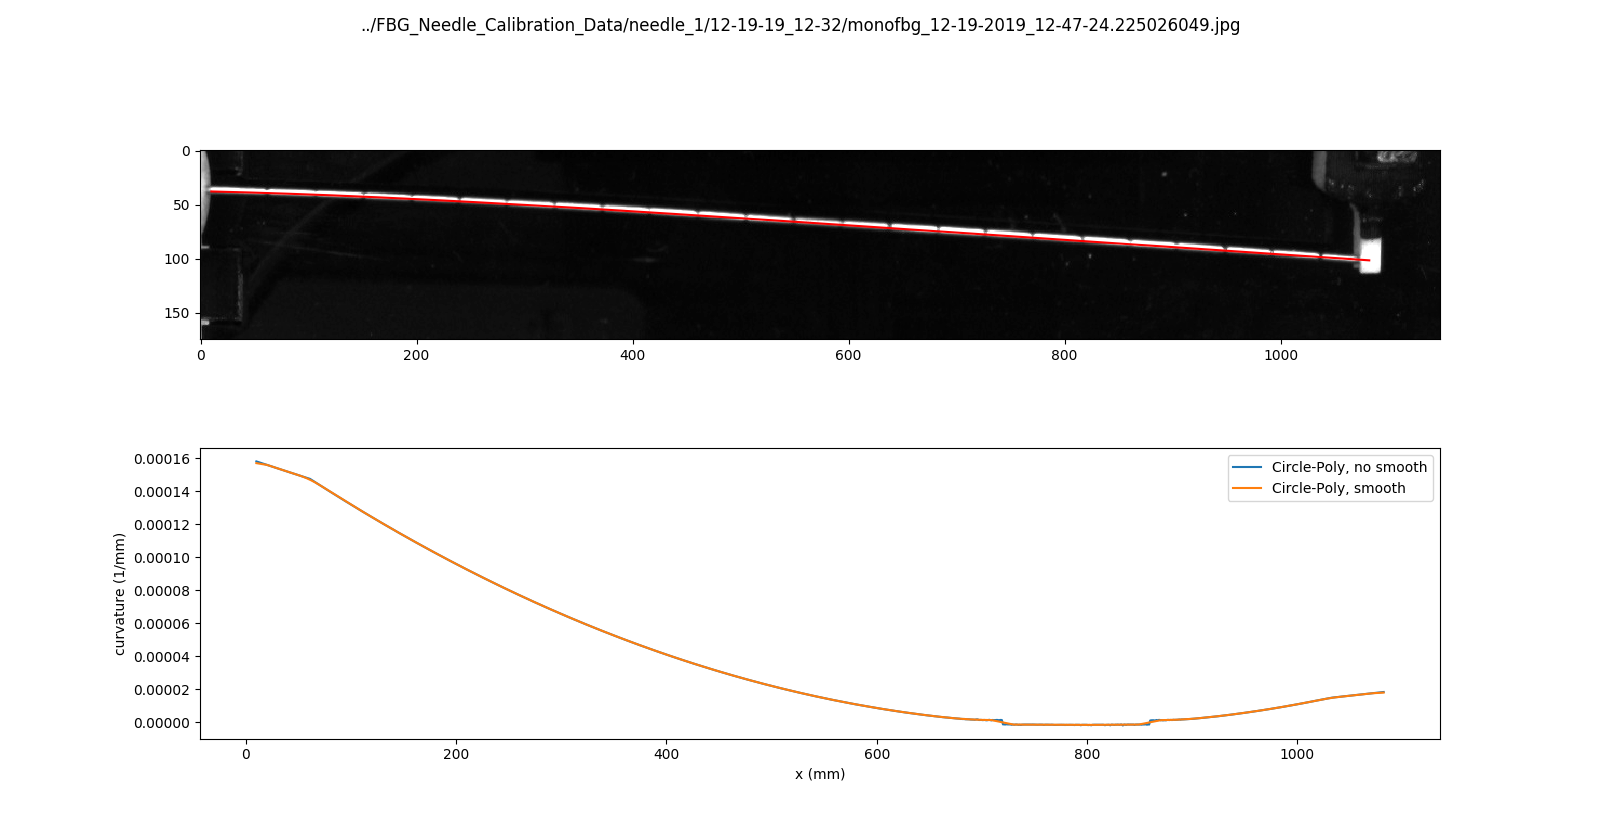 ../FBG_Needle_Calibration_Data/needle_1/12-19-19_12-32/monofbg_12-19-2019_12-47-24.225026049.jpg
0
50
100
150
0 200 400 600 800 1000
0.00016
0.00014
0.00012
0.00010
0.00008
0.00006
0.00004
0.00002
0.00000
curvature (1/mm)
Circle-Poly, no smooth
Circle-Poly, smooth
0 200 400 600 800 1000
x (mm)